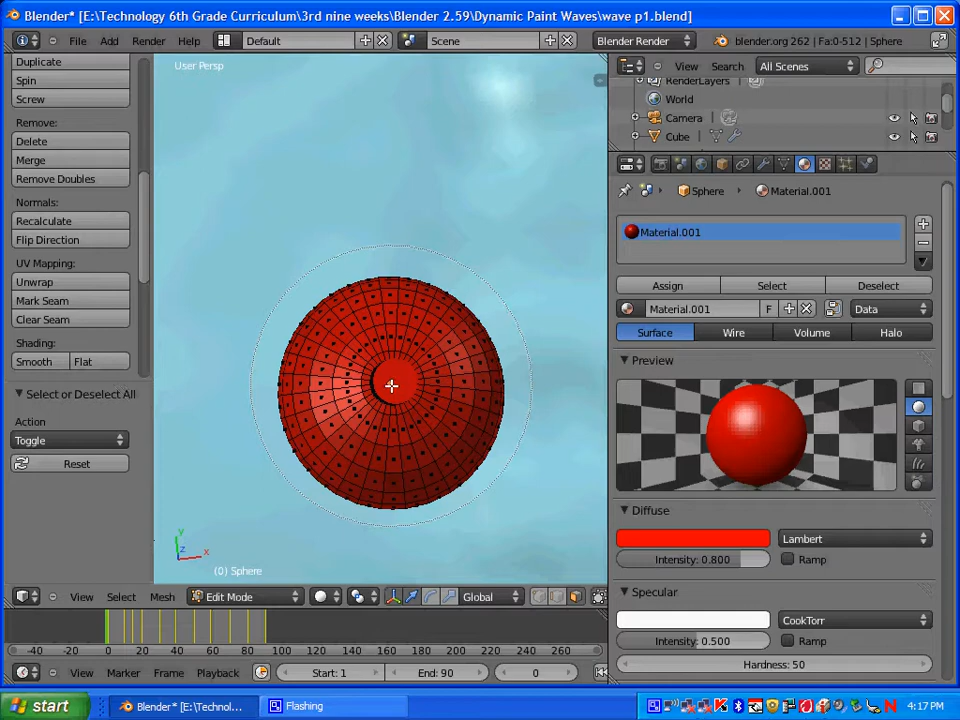 Blender* [E:\Technology 6th Grade Curriculum\3rd nine weeks\Blender 2.59\Dynamic Paint Waves\wave p1.blend]
File Add Render Help Default Scene Blender Render blender.org 262 | Fa:0-512 | Sphere
Duplicate
Spin
Screw
Remove:
Delete
Merge
Remove Doubles
Normals:
Recalculate
Flip Direction
UV Mapping:
Unwrap
Mark Seam
Clear Seam
Shading:
Smooth Flat
Select or Deselect All
Action
Toggle
Reset
User Persp
y
z x
(0) Sphere
View Search All Scenes
RenderLayers
World
Camera
Cube
Sphere Material.001
Material.001
Assign Select Deselect
Material.001 F Data
Surface Wire Volume Halo
Preview
Diffuse
Lambert
Intensity: 0.800 Ramp
Specular
CookTorr
Intensity: 0.500 Ramp
Hardness: 50
View Select Mesh Edit Mode Global
-40 -20 0 20 40 60 80 100 120 140 160 180 200 220 240 260
View Marker Frame Playback Start: 1 End: 90 0
start Blender* [E:\Technol... Flashing 4:17 PM